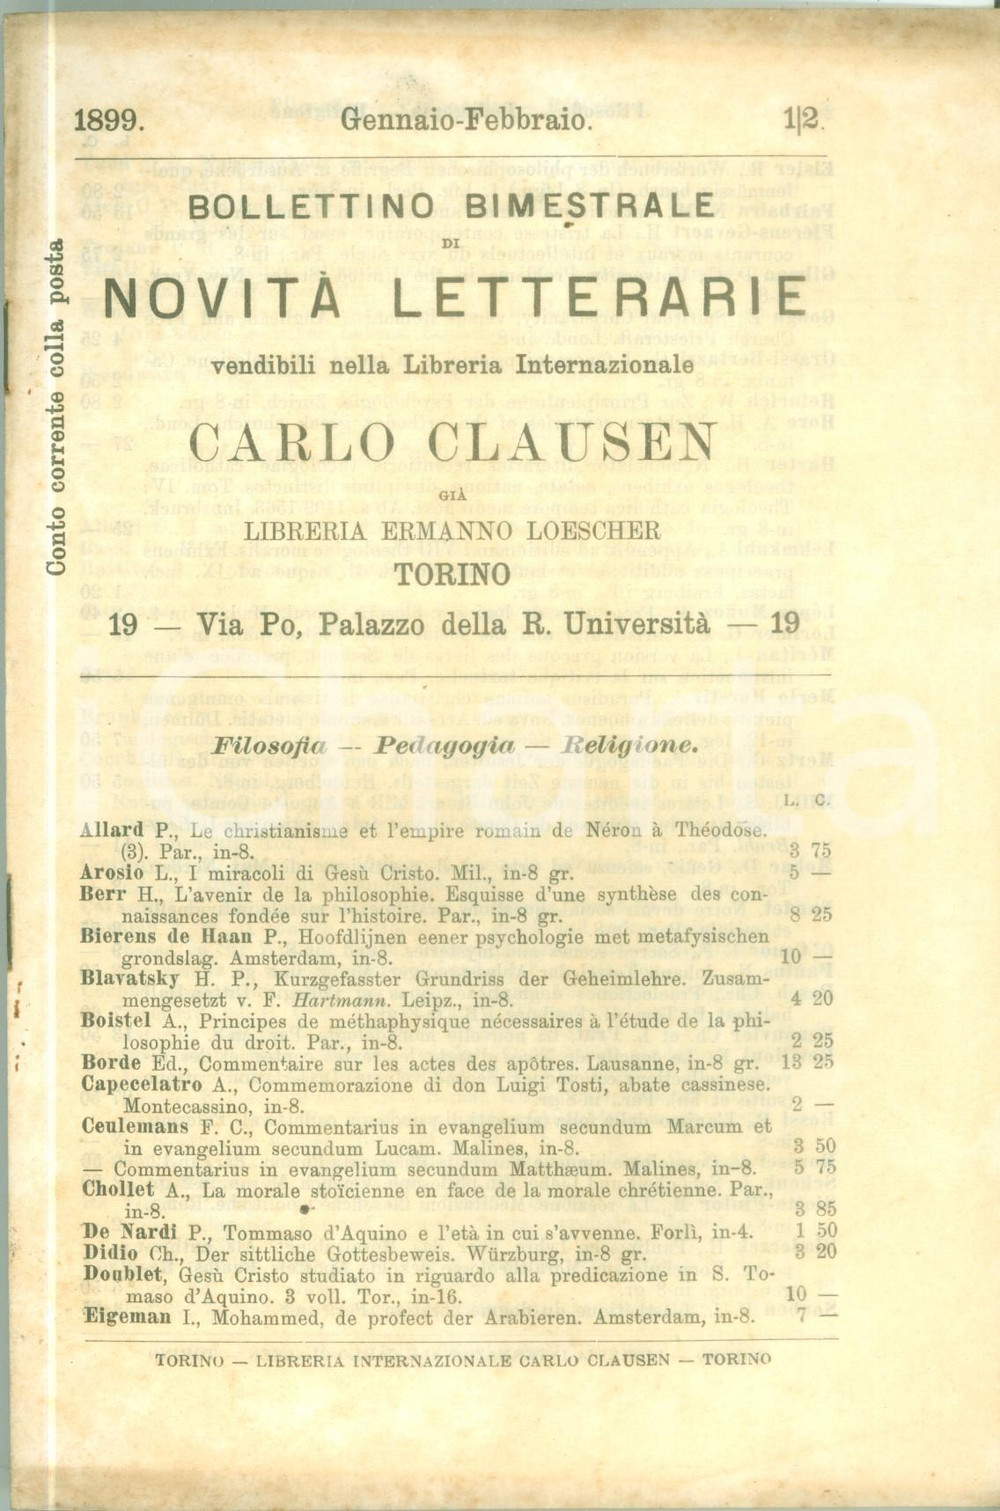 1899. Gennaio-Febbraio. 1|2.
Conto corrente colla posta
BOLLETTINO BIMESTRALE
DI
NOVITÀ LETTERARIE
vendibili nella Libreria Internazionale
CARLO CLAUSEN
GIÀ
LIBRERIA ERMANNO LOESCHER
TORINO
19 — Via Po, Palazzo della R. Università — 19
Filosofia — Pedagogia — Religione.
L. C.
Allard P., Le christianisme et l'empire romain de Néron à Théodose.
(3). Par., in-8. 3 75
Arosio L., I miracoli di Gesù Cristo. Mil., in-8 gr. 5 —
Berr H., L'avenir de la philosophie. Esquisse d'une synthèse des con-
naissances fondée sur l'histoire. Par., in-8 gr. 8 25
Bierens de Haan P., Hoofdlijnen eener psychologie met metafysischen
grondslag. Amsterdam, in-8. 10 —
Blavatsky H. P., Kurzgefasster Grundriss der Geheimlehre. Zusam-
mengesetzt v. F. Hartmann. Leipz., in-8. 4 20
Boistel A., Principes de méthaphysique nécessaires à l'étude de la phi-
losophie du droit. Par., in-8. 2 25
Borde Ed., Commentaire sur les actes des apôtres. Lausanne, in-8 gr. 13 25
Capecelatro A., Commemorazione di don Luigi Tosti, abate cassinese.
Montecassino, in-8. 2 —
Ceulemans F. C., Commentarius in evangelium secundum Marcum et
in evangelium secundum Lucam. Malines, in-8. 3 50
— Commentarius in evangelium secundum Matthæum. Malines, in-8. 5 75
Chollet A., La morale stoïcienne en face de la morale chrétienne. Par.,
in-8. 3 85
De Nardi P., Tommaso d'Aquino e l'età in cui s'avvenne. Forlì, in-4. 1 50
Didio Ch., Der sittliche Gottesbeweis. Würzburg, in-8 gr. 3 20
Doublet, Gesù Cristo studiato in riguardo alla predicazione in S. To-
maso d'Aquino. 3 voll. Tor., in-16. 10 —
Eigeman I., Mohammed, de profect der Arabieren. Amsterdam, in-8. 7 —
TORINO — LIBRERIA INTERNAZIONALE CARLO CLAUSEN — TORINO